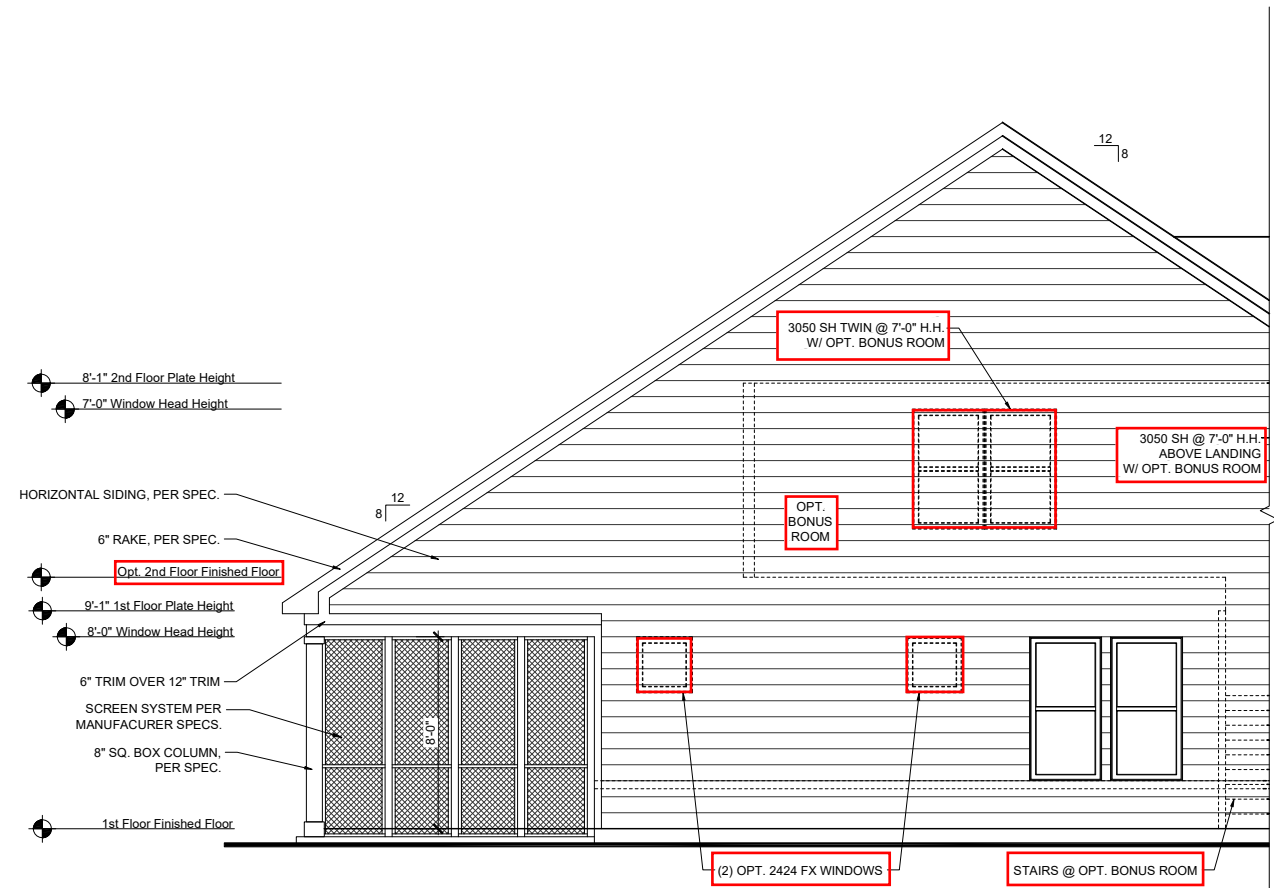 12
8
3050 SH TWIN @ 7'-0" H.H.
W/ OPT. BONUS ROOM
8'-1" 2nd Floor Plate Height
7'-0" Window Head Height
3050 SH @ 7'-0" H.H.
ABOVE LANDING
W/ OPT. BONUS ROOM
HORIZONTAL SIDING, PER SPEC.
12
8
OPT.
BONUS
ROOM
6" RAKE, PER SPEC.
Opt. 2nd Floor Finished Floor
9'-1" 1st Floor Plate Height
8'-0" Window Head Height
6" TRIM OVER 12" TRIM
SCREEN SYSTEM PER
MANUFACURER SPECS.
8'-0"
8" SQ. BOX COLUMN,
PER SPEC.
1st Floor Finished Floor
(2) OPT. 2424 FX WINDOWS
STAIRS @ OPT. BONUS ROOM